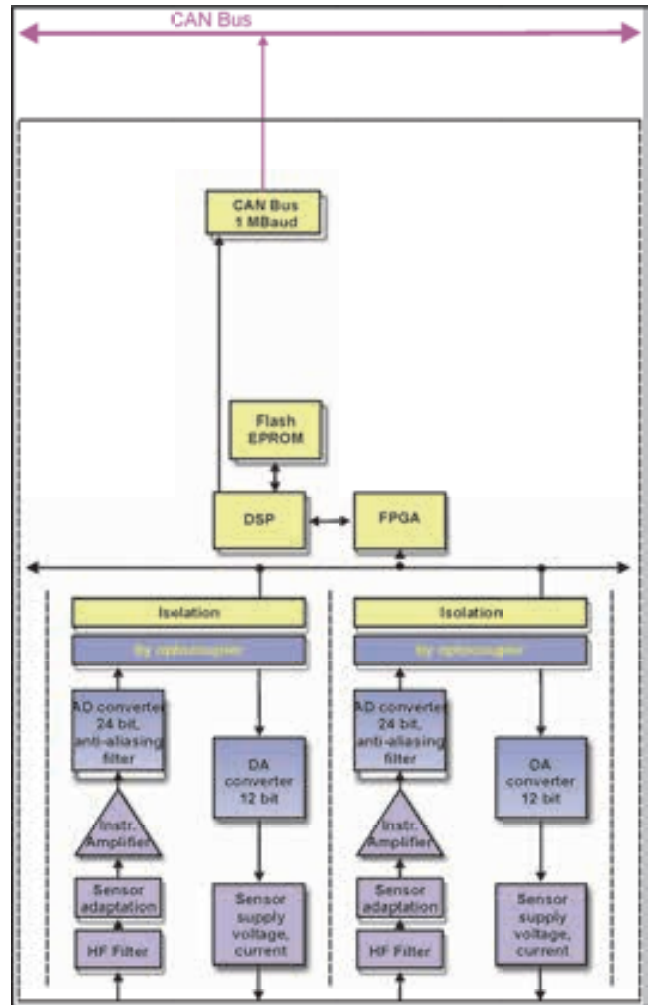 CAN Bus
CAN Bus
1 MBaud
Flash
EPROM
DSP
FPGA
Isolation
Isolation
By optocoupler
By optocoupler
AD converter
24 bit,
anti-aliasing
filter
DA
converter
12 bit
AD converter
24 bit,
anti-aliasing
filter
DA
converter
12 bit
Instr.
Amplifier
Instr.
Amplifier
Sensor
adaptation
Sensor
supply
voltage,
current
Sensor
adaptation
Sensor
supply
voltage,
current
HF Filter
HF Filter